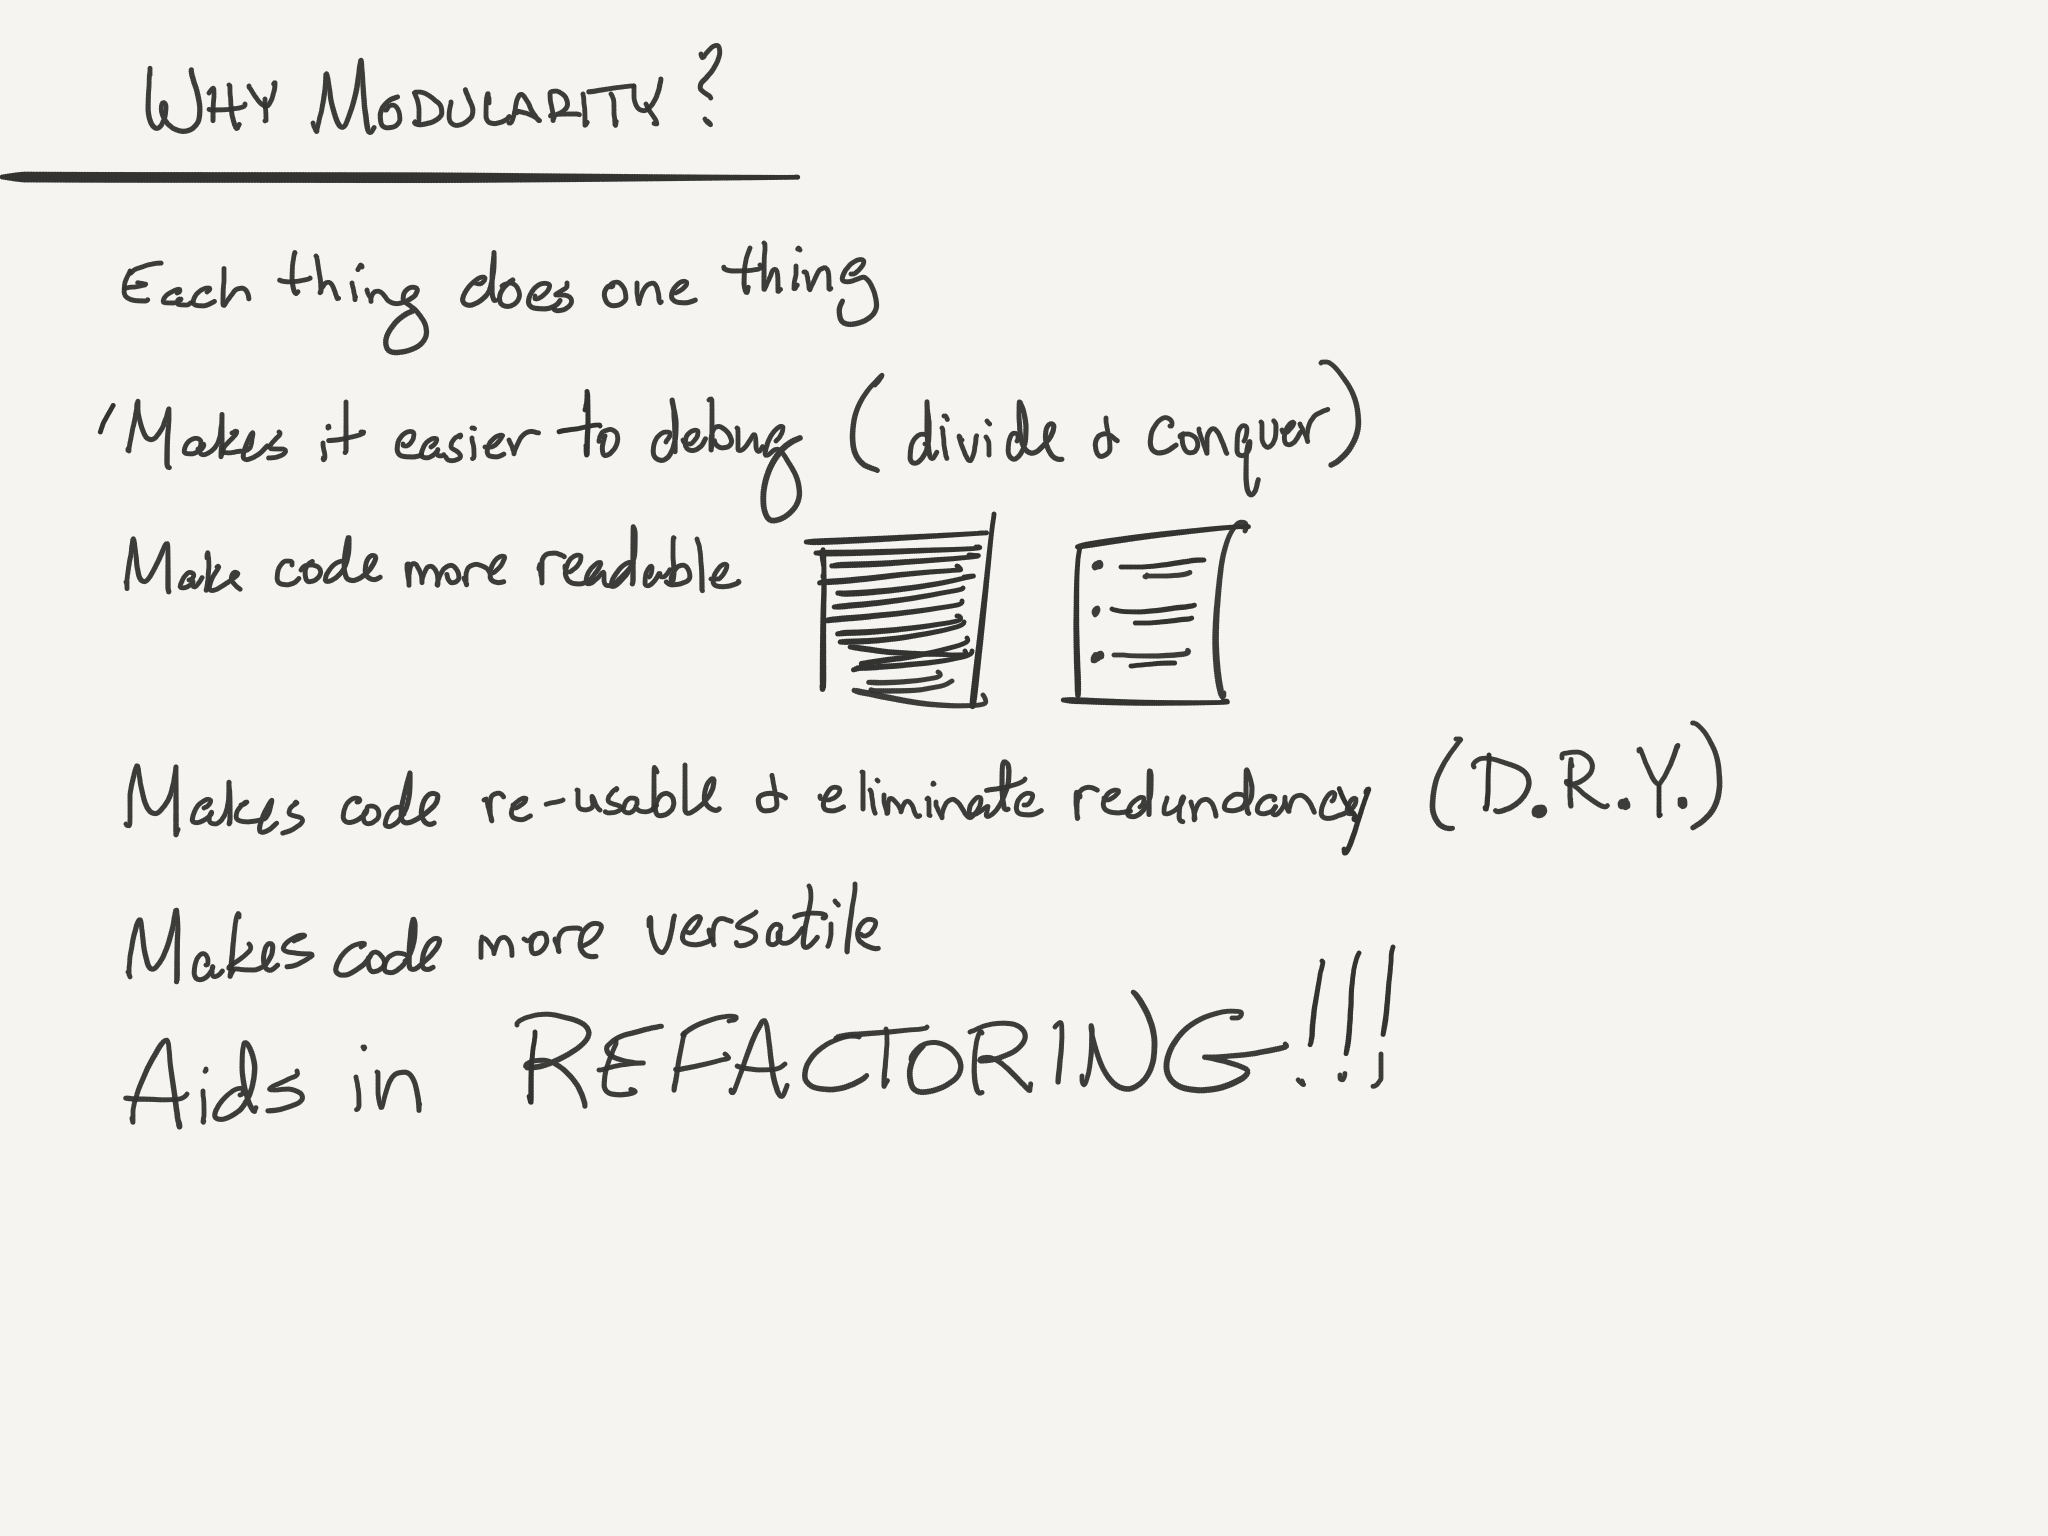 WHY MODULARITY?
Each thing does one thing
Makes it easier to debug (divide & conquer)
Make code more readable
Makes code re-usable & eliminate redundancy (D.R.Y.)
Makes code more versatile
Aids in REFACTORING!!!